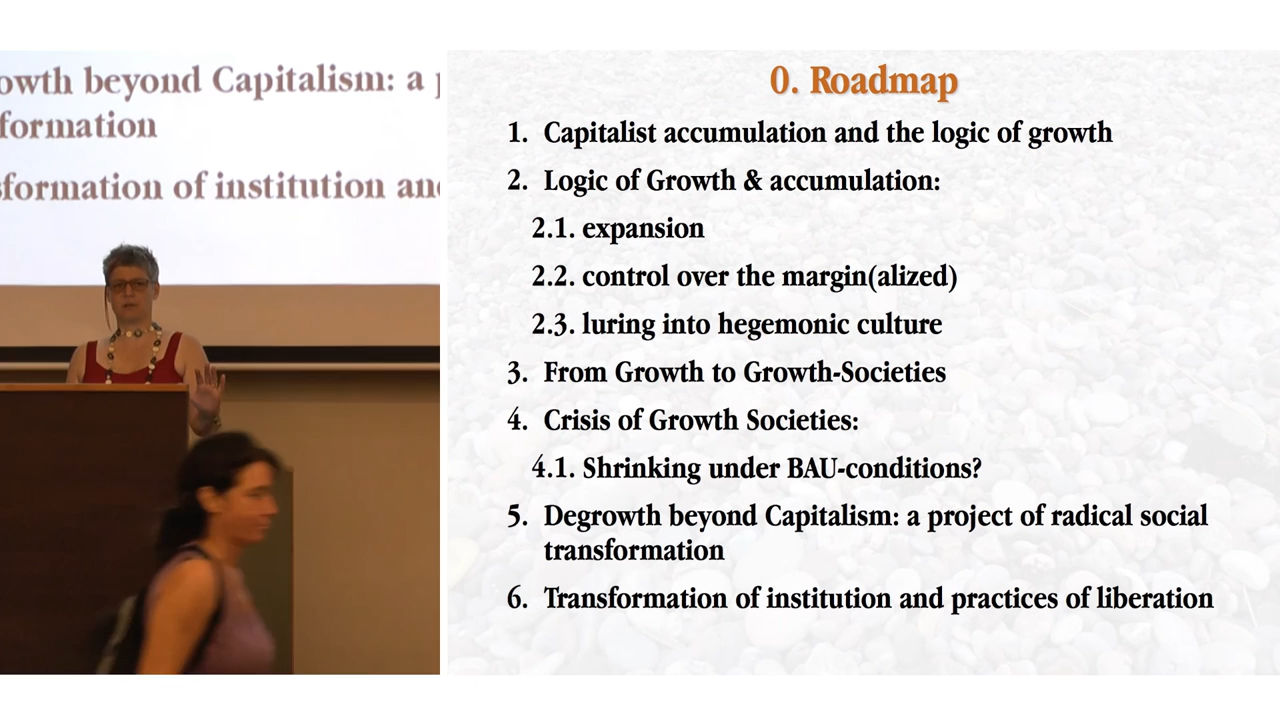 owth beyond Capitalism: a p
formation
sformation of institution and
0. Roadmap
1. Capitalist accumulation and the logic of growth
2. Logic of Growth & accumulation:
2.1. expansion
2.2. control over the margin(alized)
2.3. luring into hegemonic culture
3. From Growth to Growth-Societies
4. Crisis of Growth Societies:
4.1. Shrinking under BAU-conditions?
5. Degrowth beyond Capitalism: a project of radical social
transformation
6. Transformation of institution and practices of liberation